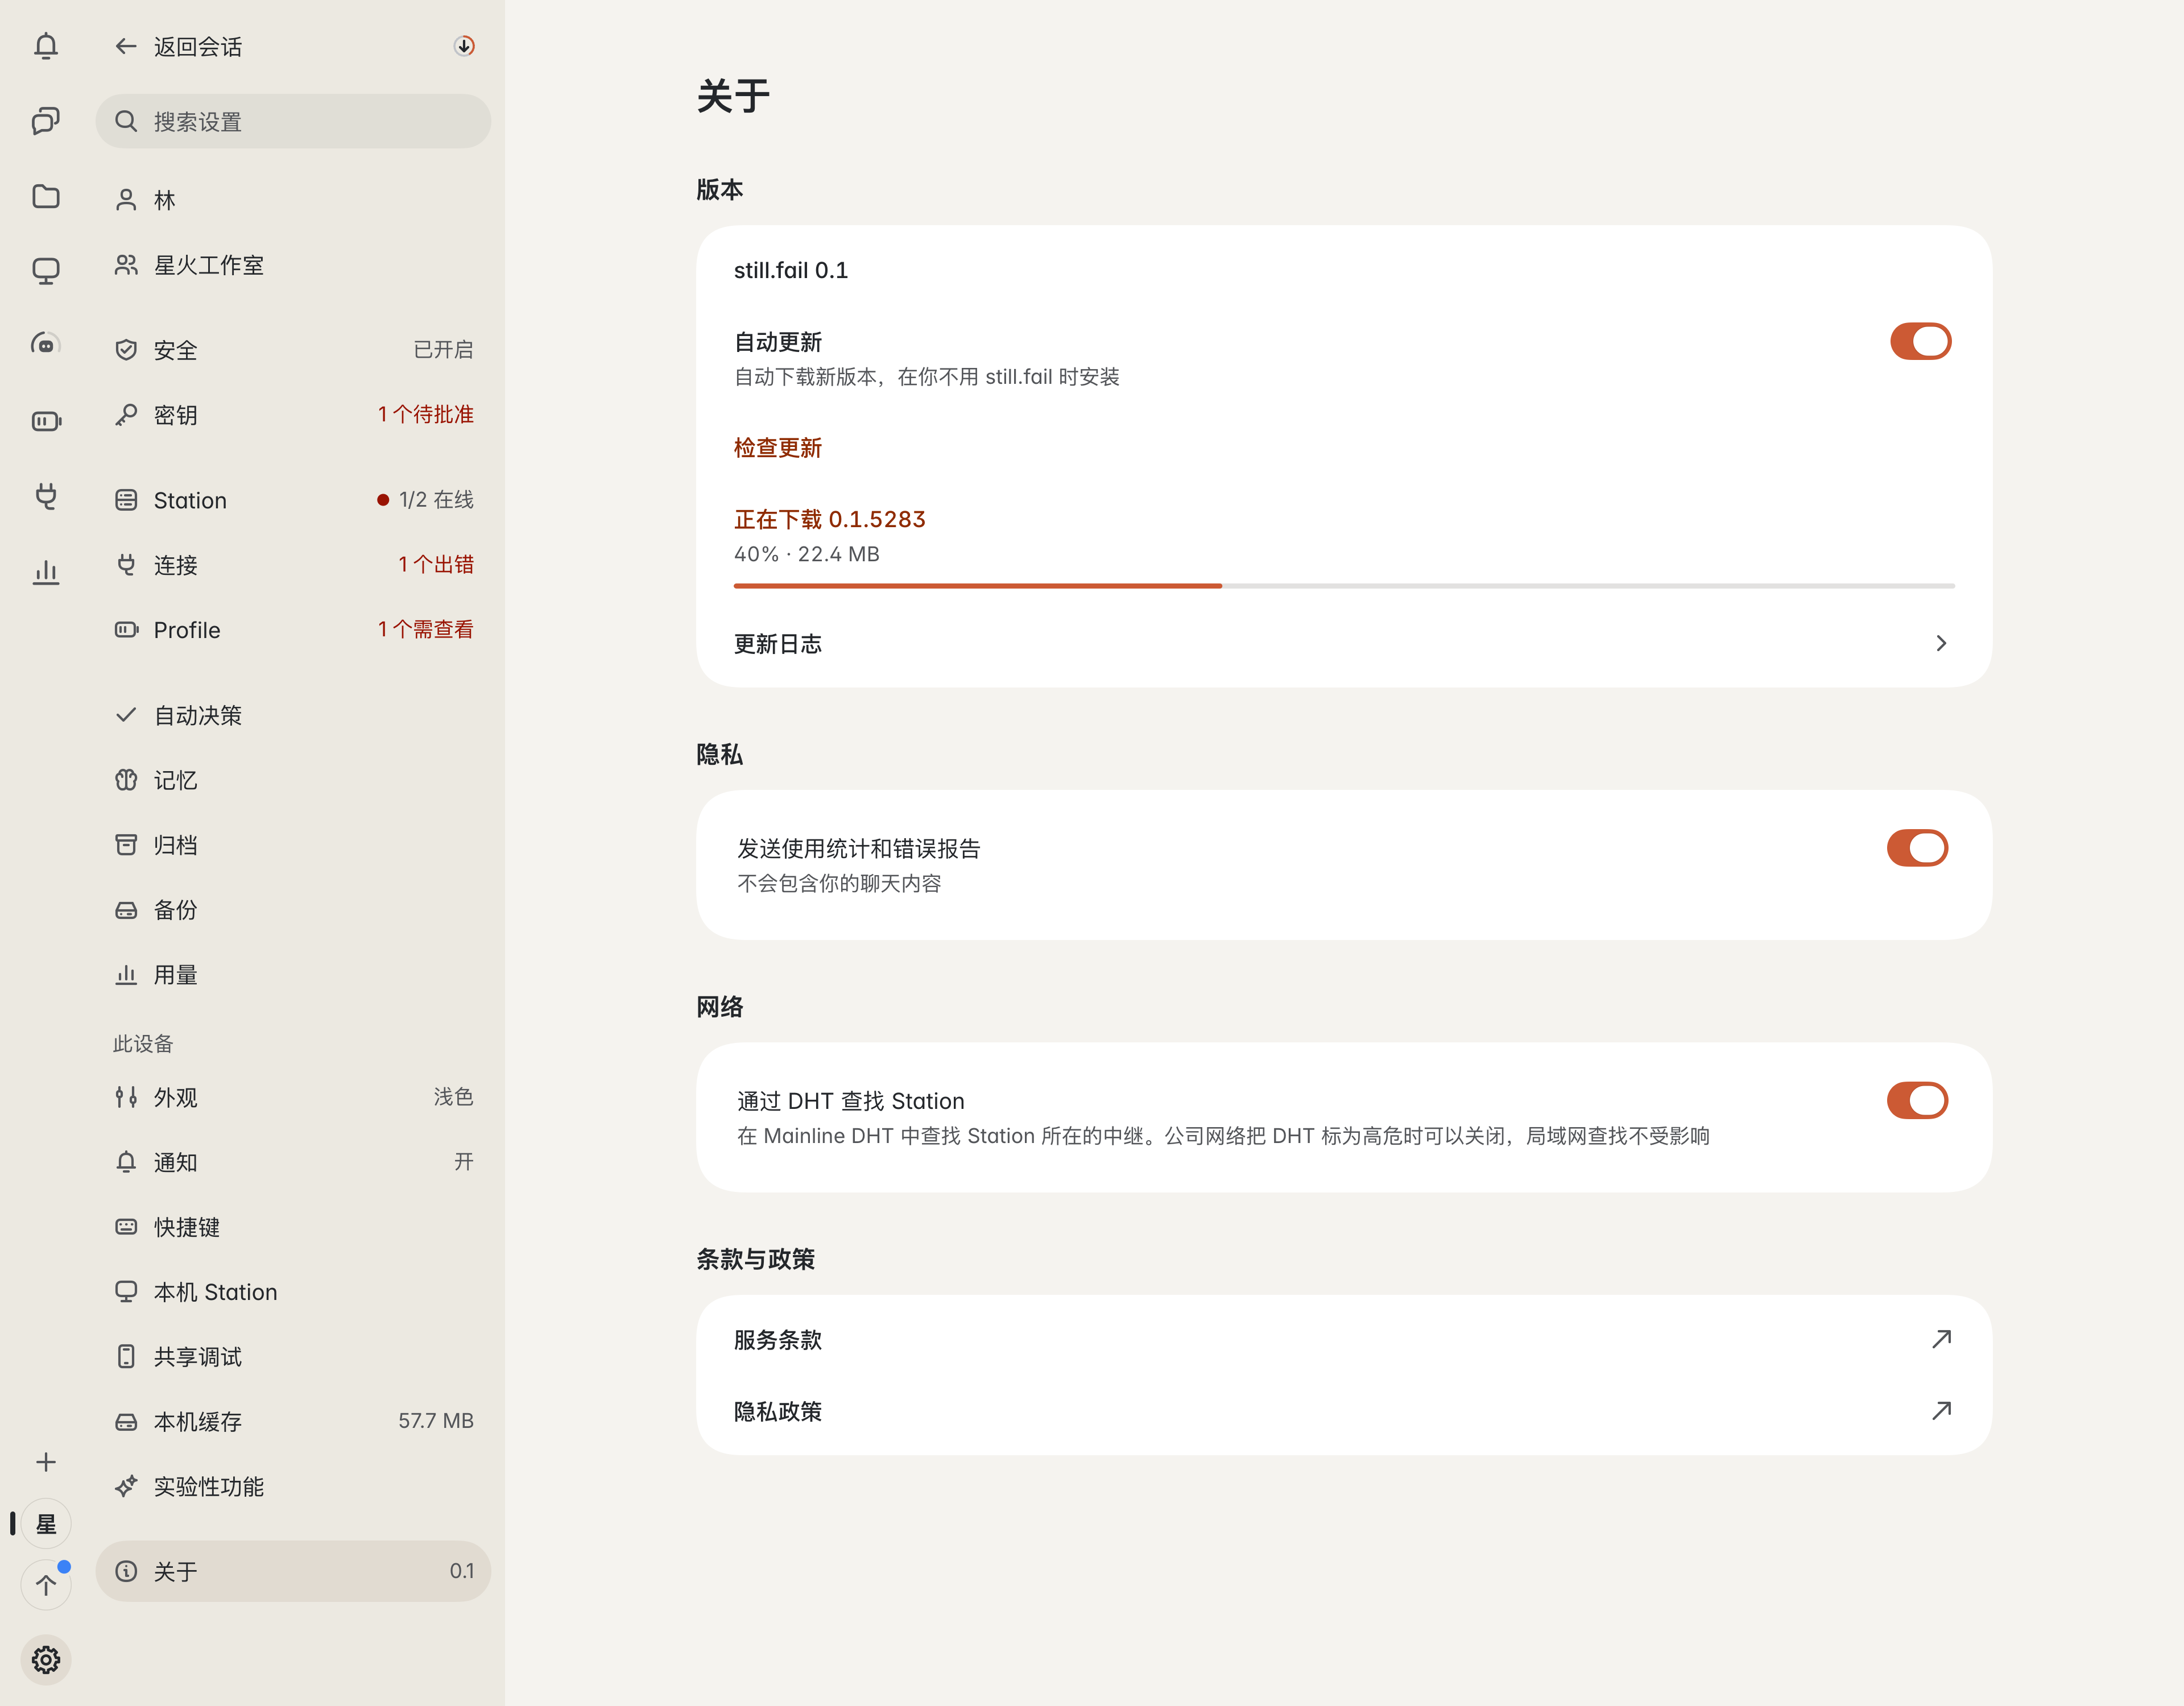 返回会话
搜索设置
林
星火工作室
安全 已开启
密钥 1 个待批准
Station 1/2 在线
连接 1 个出错
Profile 1 个需查看
自动决策
记忆
归档
备份
用量
此设备
外观 浅色
通知 开
快捷键
本机 Station
共享调试
本机缓存 57.7 MB
实验性功能
关于 0.1
星
个
关于
版本
still.fail 0.1
自动更新
自动下载新版本，在你不用 still.fail 时安装
检查更新
正在下载 0.1.5283
40% · 22.4 MB
更新日志
隐私
发送使用统计和错误报告
不会包含你的聊天内容
网络
通过 DHT 查找 Station
在 Mainline DHT 中查找 Station 所在的中继。公司网络把 DHT 标为高危时可以关闭，局域网查找不受影响
条款与政策
服务条款
隐私政策